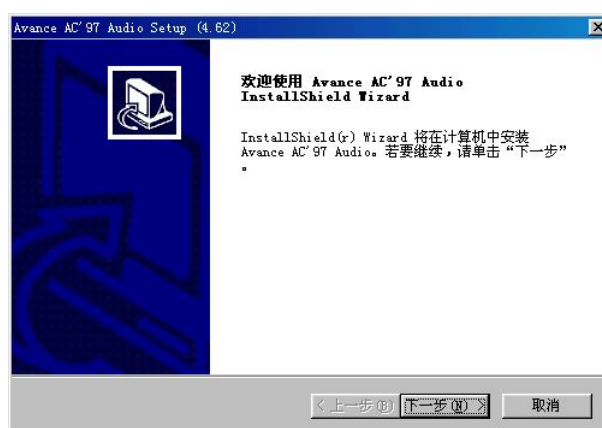 Avance AC'97 Audio Setup (4.62)
欢迎使用 Avance AC'97 Audio
InstallShield Wizard
InstallShield(r) Wizard 将在计算机中安装
Avance AC'97 Audio。若要继续，请单击“下一步”
。
< 上一步(B) 下一步(N) > 取消